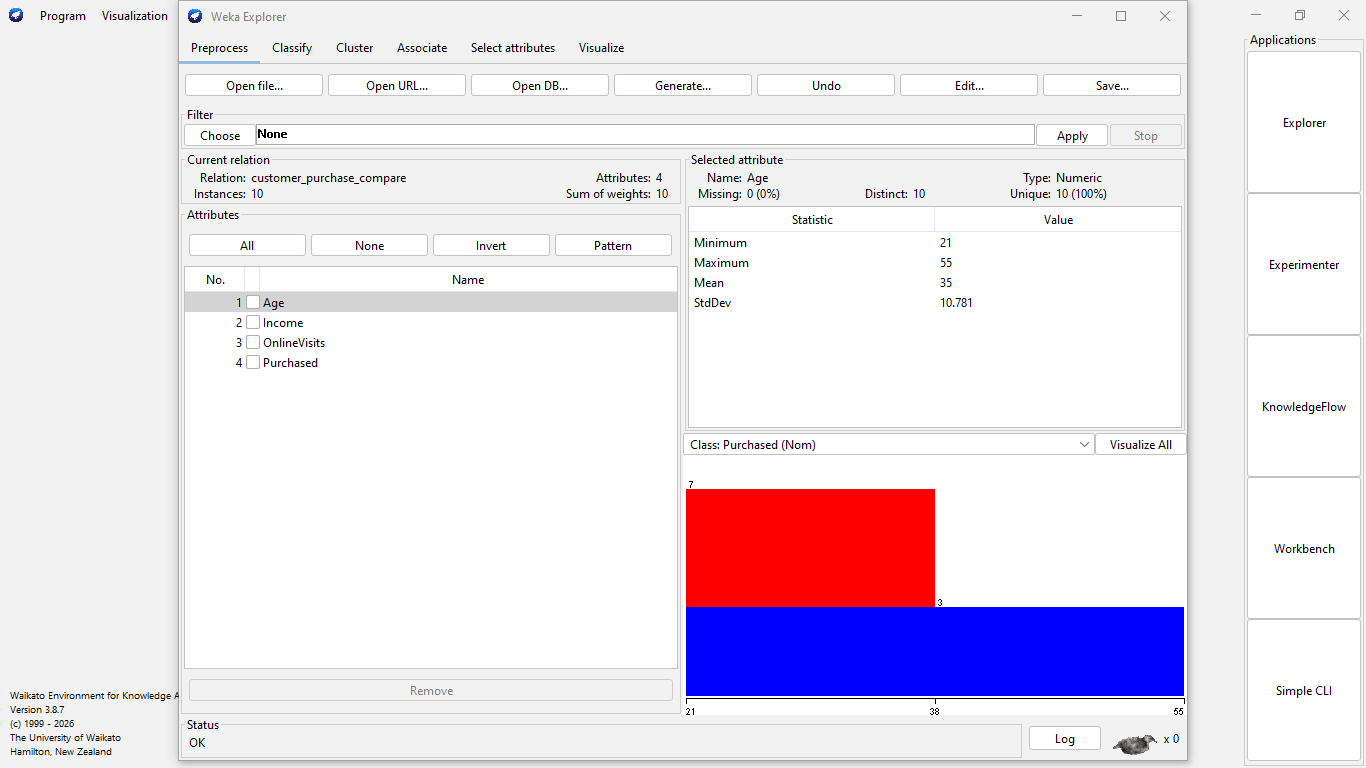 Program Visualization
Weka Explorer
Preprocess Classify Cluster Associate Select attributes Visualize
Open file... Open URL... Open DB... Generate... Undo Edit... Save...
Filter
Choose None Apply Stop
Current relation
Relation: customer_purchase_compare Attributes: 4
Instances: 10 Sum of weights: 10
Attributes
All None Invert Pattern
No. Name
1 Age
2 Income
3 OnlineVisits
4 Purchased
Remove
Selected attribute
Name: Age Type: Numeric
Missing: 0 (0%) Distinct: 10 Unique: 10 (100%)
Statistic Value
Minimum 21
Maximum 55
Mean 35
StdDev 10.781
Class: Purchased (Nom) Visualize All
7
3
21 38 55
Status
OK
Log x 0
Applications
Explorer
Experimenter
KnowledgeFlow
Workbench
Simple CLI
Waikato Environment for Knowledge A
Version 3.8.7
(c) 1999 - 2026
The University of Waikato
Hamilton, New Zealand